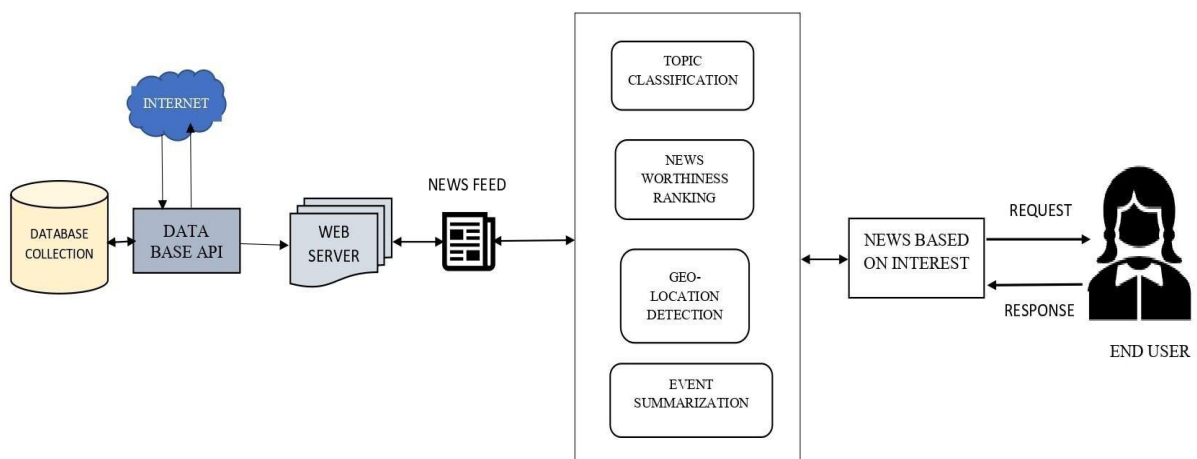 INTERNET
DATABASE
COLLECTION
DATA
BASE API
WEB
SERVER
NEWS FEED
TOPIC
CLASSIFICATION
NEWS
WORTHINESS
RANKING
GEO-
LOCATION
DETECTION
EVENT
SUMMARIZATION
NEWS BASED
ON INTEREST
REQUEST
RESPONSE
END USER